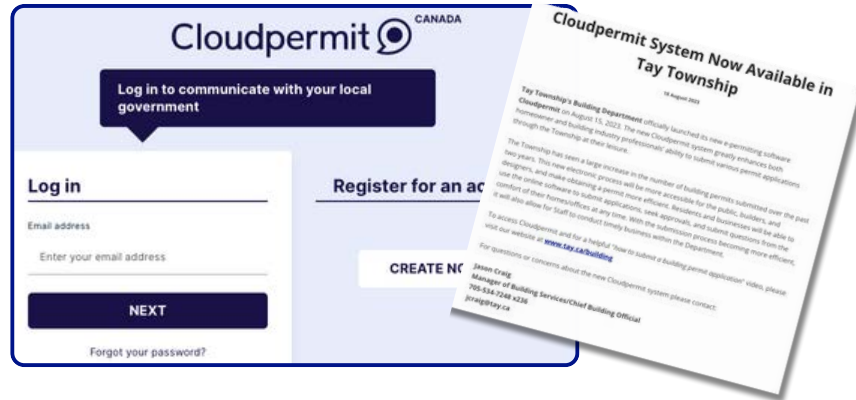 Cloudpermit CANADA
Log in to communicate with your local
government
Log in
Email address
Enter your email address
NEXT
Forgot your password?
Register for an ac
CREATE NO
Cloudpermit System Now Available in
Tay Township
16 August 2023
Tay Township's Building Department officially launched its new e-permitting software
Cloudpermit on August 15, 2023. The new Cloudpermit system greatly enhances both
homeowner and building industry professionals' ability to submit various permit applications
through the Township at their leisure.
The Township has seen a large increase in the number of building permits submitted over the past
two years. This new electronic process will be more accessible for the public, builders, and
designers, and make obtaining a permit more efficient. Residents and businesses will be able to
use the online software to submit applications, seek approvals, and submit questions from the
comfort of their homes/offices at any time. With the submission process becoming more efficient,
it will also allow for Staff to conduct timely business within the Department.
To access Cloudpermit and for a helpful "how to submit a building permit application" video, please
visit our website at www.tay.ca/building
For questions or concerns about the new Cloudpermit system please contact:
Jason Craig
Manager of Building Services/Chief Building Official
705-534-7248 x236
jcraig@tay.ca